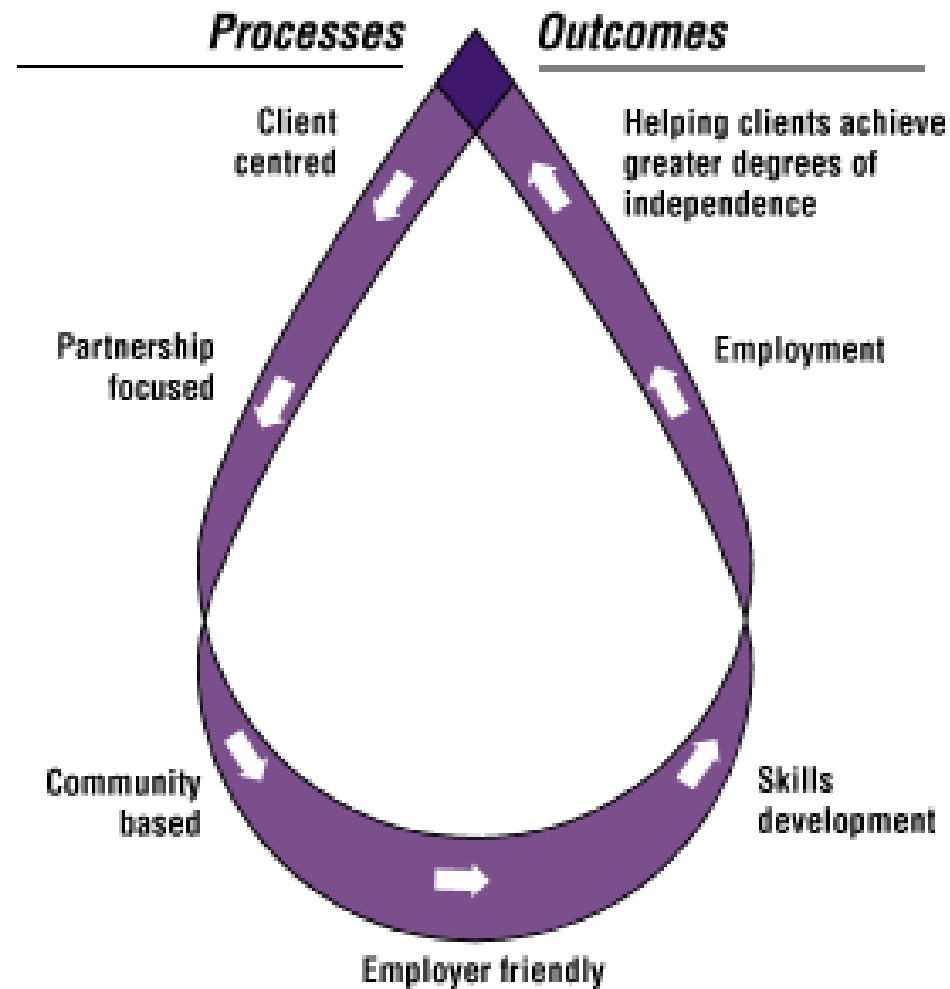 Processes
Outcomes
Client
centred
Helping clients achieve
greater degrees of
independence
Partnership
focused
Employment
Community
based
Skills
development
Employer friendly